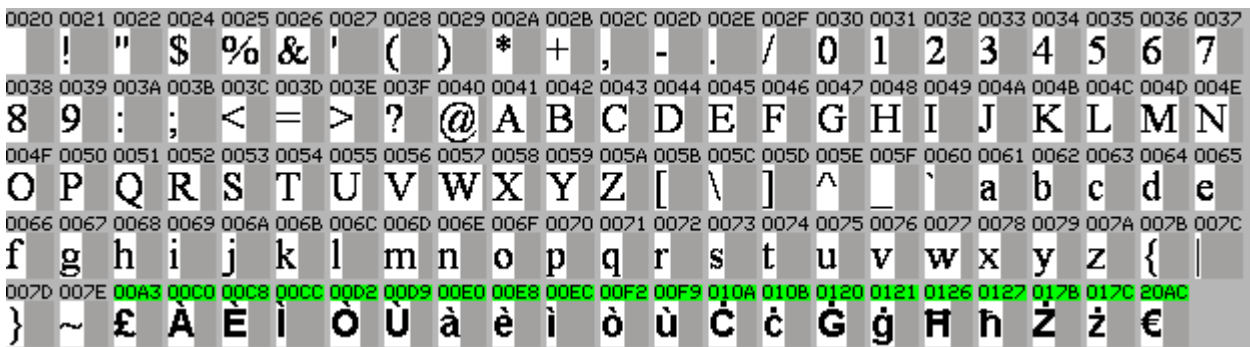 0020 0021 0022 0024 0025 0026 0027 0028 0029 002A 002B 002C 002D 002E 002F 0030 0031 0032 0033 0034 0035 0036 0037
! " $ % & ' ( ) * + , - . / 0 1 2 3 4 5 6 7
0038 0039 003A 003B 003C 003D 003E 003F 0040 0041 0042 0043 0044 0045 0046 0047 0048 0049 004A 004B 004C 004D 004E
8 9 : ; < = > ? @ A B C D E F G H I J K L M N
004F 0050 0051 0052 0053 0054 0055 0056 0057 0058 0059 005A 005B 005C 005D 005E 005F 0060 0061 0062 0063 0064 0065
O P Q R S T U V W X Y Z [ \ ] ^ _ ` a b c d e
0066 0067 0068 0069 006A 006B 006C 006D 006E 006F 0070 0071 0072 0073 0074 0075 0076 0077 0078 0079 007A 007B 007C
f g h i j k l m n o p q r s t u v w x y z { |
007D 007E 00A3 00C0 00C8 00CC 00D2 00D9 00E0 00E8 00EC 00F2 00F9 010A 010B 0120 0121 0126 0127 017B 017C 20AC
} ~ £ À È Ì Ò Ù à è ì ò ù Ċ ċ Ġ ġ Ħ ħ Ż ż €